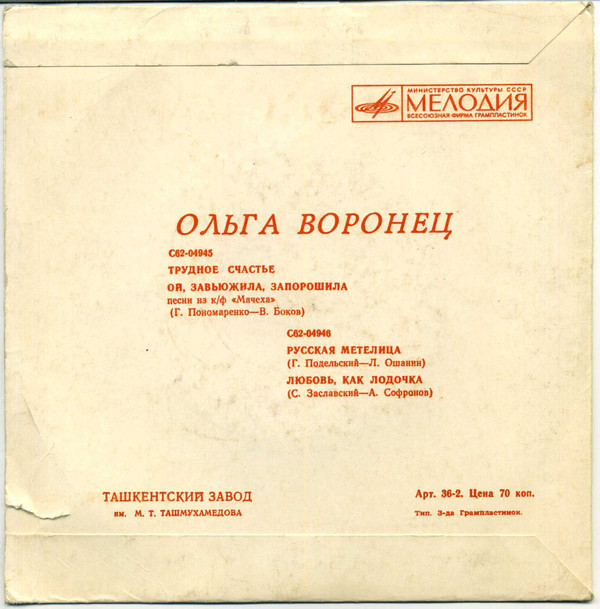 МИНИСТЕРСТВО КУЛЬТУРЫ СССР
МЕЛОДИЯ
ВСЕСОЮЗНАЯ ФИРМА ГРАМПЛАСТИНОК
ОЛЬГА ВОРОНЕЦ
С62-04945
ТРУДНОЕ СЧАСТЬЕ
ОЙ, ЗАВЬЮЖИЛА, ЗАПОРОШИЛА
песни из к/ф «Мачеха»
(Г. Пономаренко—В. Боков)
С62-04946
РУССКАЯ МЕТЕЛИЦА
(Г. Подельский—Л. Ошанин)
ЛЮБОВЬ, КАК ЛОДОЧКА
(С. Заславский—А. Софронов)
ТАШКЕНТСКИЙ ЗАВОД
им. М. Т. ТАШМУХАМЕДОВА
Арт. 36-2. Цена 70 коп.
Тип. З-да Грампластинок.